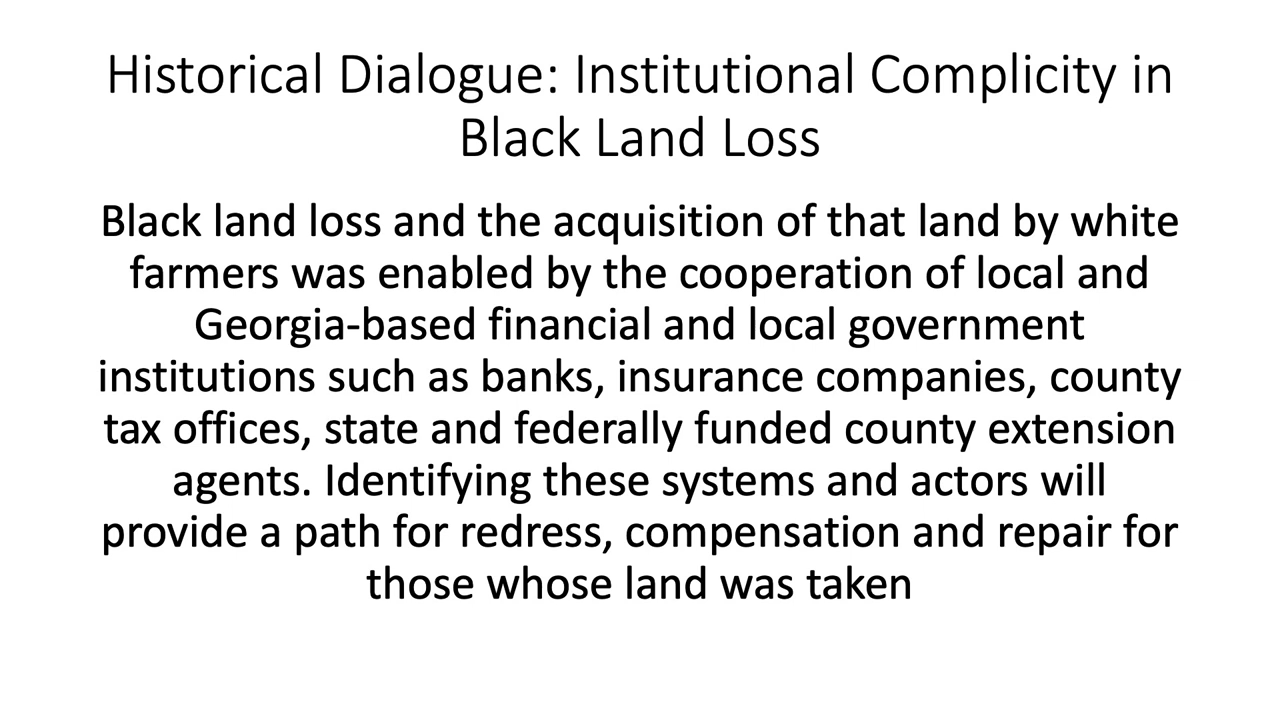 Historical Dialogue: Institutional Complicity in
Black Land Loss
Black land loss and the acquisition of that land by white
farmers was enabled by the cooperation of local and
Georgia-based financial and local government
institutions such as banks, insurance companies, county
tax offices, state and federally funded county extension
agents. Identifying these systems and actors will
provide a path for redress, compensation and repair for
those whose land was taken